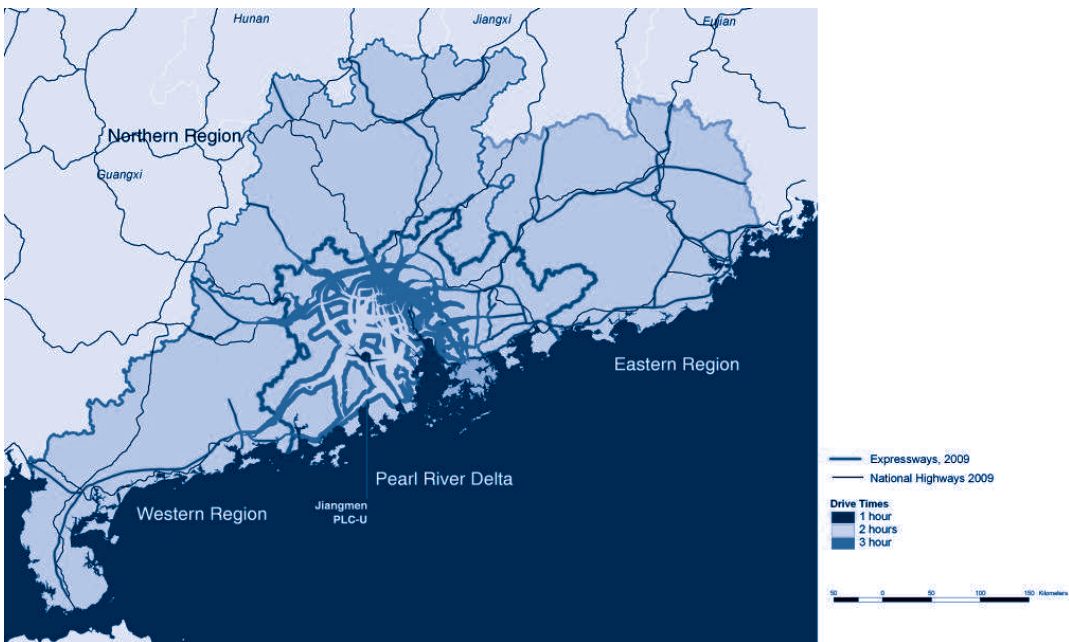 Hunan
Jiangxi
Fujian
Northern Region
Guangxi
Eastern Region
Pearl River Delta
Jiangmen
PLC-U
Western Region
Expressways, 2009
National Highways 2009
Drive Times
1 hour
2 hours
3 hour
50 0 50 100 150 Kilometers